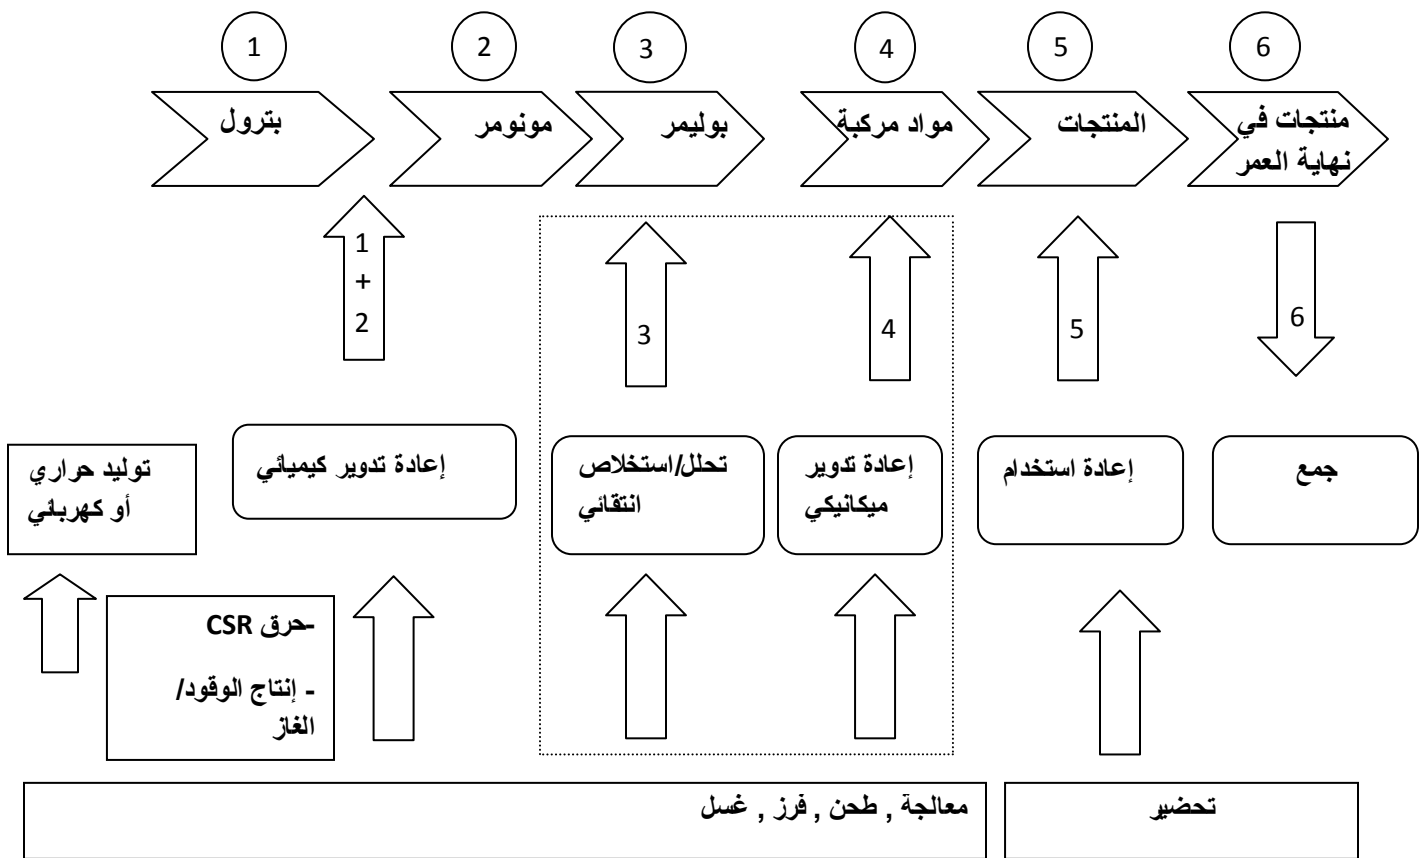 1
2
3
4
5
6
بترول
مونومر
بوليمر
مواد مركبة
المنتجات
منتجات في
نهاية العمر
1
+
2
3
4
5
6
توليد حراري
أو كهربائي
إعادة تدوير كيميائي
تحلل/استخلاص
انتقائي
إعادة تدوير
ميكانيكي
إعادة استخدام
جمع
-حرق CSR
- إنتاج الوقود/
الغاز
معالجة , طحن , فرز , غسل
تحضير